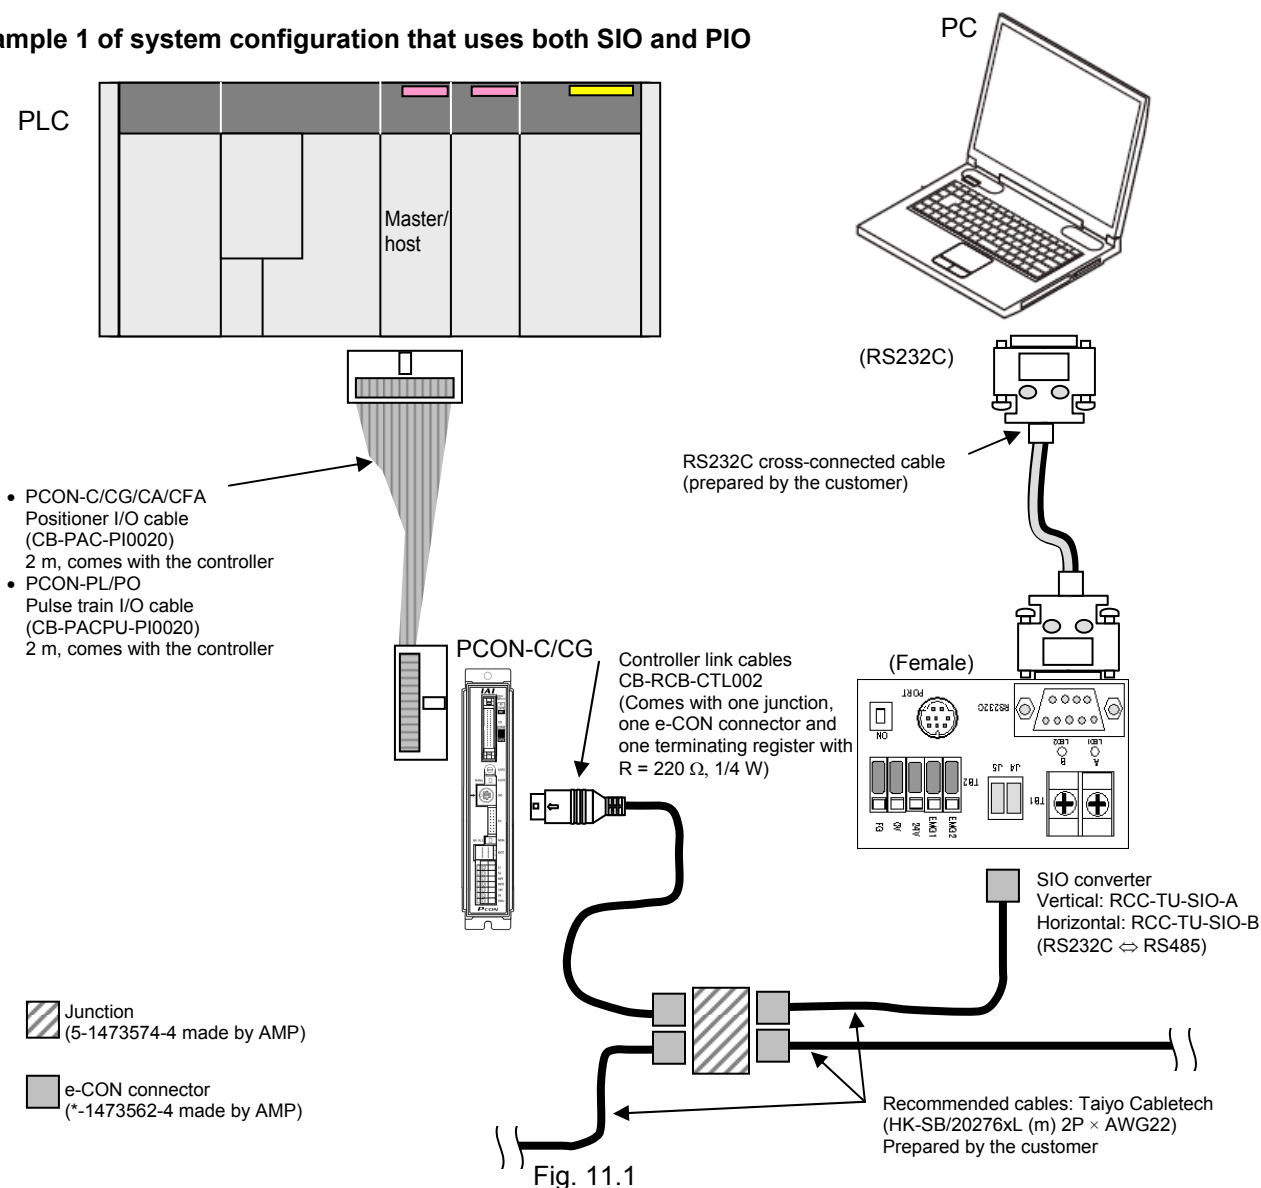 ample 1 of system configuration that uses both SIO and PIO
PC
PLC
Master/
host
(RS232C)
RS232C cross-connected cable
(prepared by the customer)
• PCON-C/CG/CA/CFA
Positioner I/O cable
(CB-PAC-PI0020)
2 m, comes with the controller
• PCON-PL/PO
Pulse train I/O cable
(CB-PACPU-PI0020)
2 m, comes with the controller
PCON-C/CG
IAI
PCON
Controller link cables
CB-RCB-CTL002
(Comes with one junction,
one e-CON connector and
one terminating register with
R = 220 Ω, 1/4 W)
(Female)
PORT
ON
RS232C
LED2
LED1
B
A
J5
J4
TB2
TB1
FG
0V
24V
EMG1
EMG2
SIO converter
Vertical: RCC-TU-SIO-A
Horizontal: RCC-TU-SIO-B
(RS232C ⇔ RS485)
Junction
(5-1473574-4 made by AMP)
e-CON connector
(*-1473562-4 made by AMP)
Recommended cables: Taiyo Cabletech
(HK-SB/20276xL (m) 2P × AWG22)
Prepared by the customer
Fig. 11.1